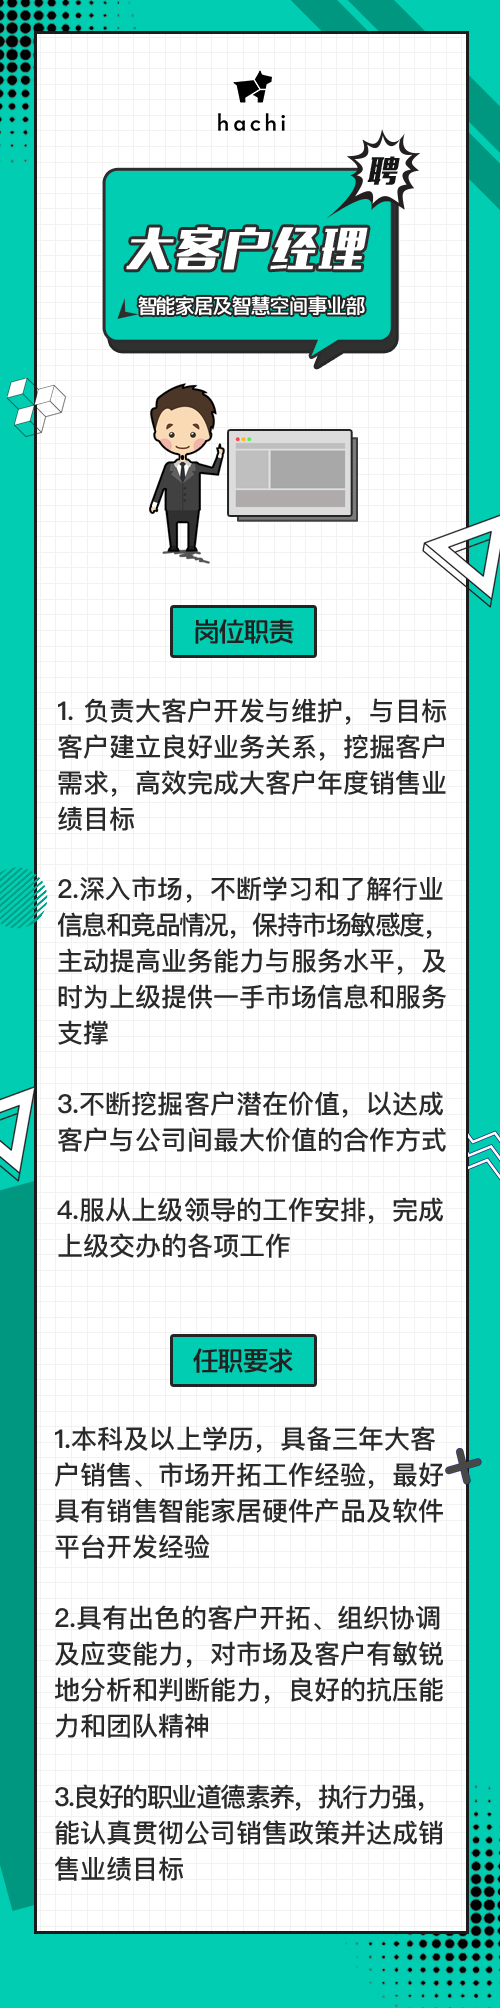 hachi
聘
大客户经理
智能家居及智慧空间事业部
岗位职责
1. 负责大客户开发与维护，与目标
客户建立良好业务关系，挖掘客户
需求，高效完成大客户年度销售业
绩目标
2.深入市场，不断学习和了解行业
信息和竞品情况，保持市场敏感度，
主动提高业务能力与服务水平，及
时为上级提供一手市场信息和服务
支撑
3.不断挖掘客户潜在价值，以达成
客户与公司间最大价值的合作方式
4.服从上级领导的工作安排，完成
上级交办的各项工作
任职要求
1.本科及以上学历，具备三年大客
户销售、市场开拓工作经验，最好
具有销售智能家居硬件产品及软件
平台开发经验
2.具有出色的客户开拓、组织协调
及应变能力，对市场及客户有敏锐
地分析和判断能力，良好的抗压能
力和团队精神
3.良好的职业道德素养，执行力强，
能认真贯彻公司销售政策并达成销
售业绩目标